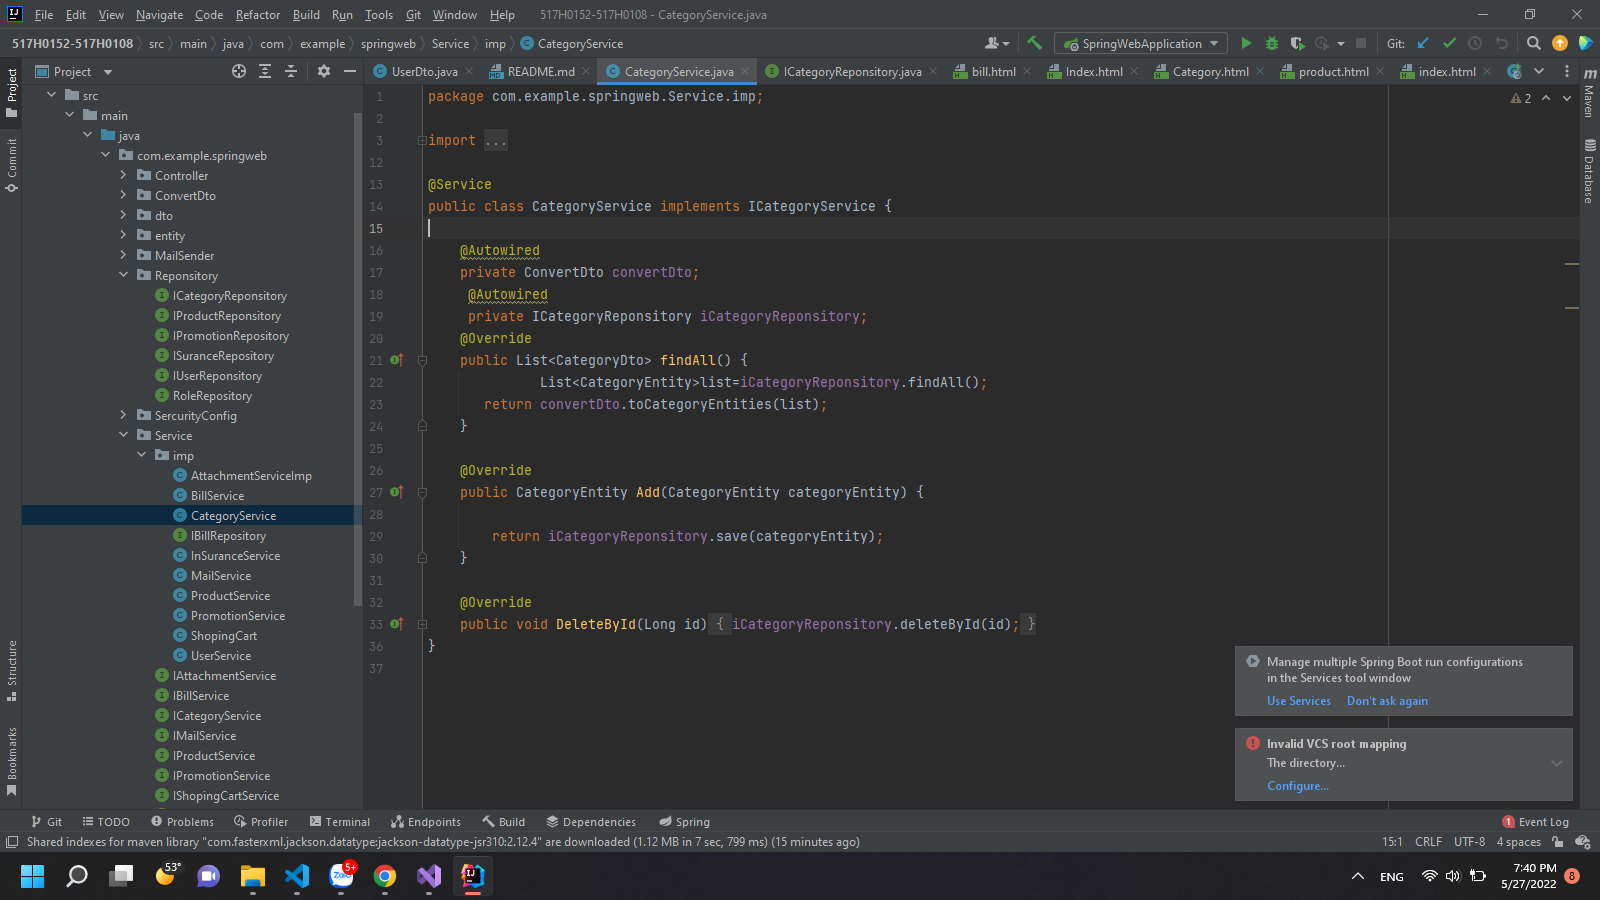 File Edit View Navigate Code Refactor Build Run Tools Git Window Help 517H0152-517H0108 - CategoryService.java
517H0152-517H0108 src main java com example springweb Service imp CategoryService SpringWebApplication Git:
Project UserDto.java README.md CategoryService.java ICategoryReponsitory.java bill.html Index.html Category.html product.html index.html
Project
Commit
Structure
Bookmarks
src
main
java
com.example.springweb
Controller
ConvertDto
dto
entity
MailSender
Reponsitory
ICategoryReponsitory
IProductReponsitory
IPromotionRepository
ISuranceRepository
IUserReponsitory
RoleRepository
SercurityConfig
Service
imp
AttachmentServiceImp
BillService
CategoryService
IBillRepository
InSuranceService
MailService
ProductService
PromotionService
ShopingCart
UserService
IAttachmentService
IBillService
ICategoryService
IMailService
IProductService
IPromotionService
IShopingCartService
1 package com.example.springweb.Service.imp;
2
3 import ...
12
13 @Service
14 public class CategoryService implements ICategoryService {
15
16 @Autowired
17 private ConvertDto convertDto;
18 @Autowired
19 private ICategoryReponsitory iCategoryReponsitory;
20 @Override
21 public List<CategoryDto> findAll() {
22 List<CategoryEntity>list=iCategoryReponsitory.findAll();
23 return convertDto.toCategoryEntities(list);
24 }
25
26 @Override
27 public CategoryEntity Add(CategoryEntity categoryEntity) {
28
29 return iCategoryReponsitory.save(categoryEntity);
30 }
31
32 @Override
33 public void DeleteById(Long id) { iCategoryReponsitory.deleteById(id); }
36 }
37
2
m
Maven
Database
Manage multiple Spring Boot run configurations
in the Services tool window
Use Services Don't ask again
Invalid VCS root mapping
The directory...
Configure...
Git TODO Problems Profiler Terminal Endpoints Build Dependencies Spring 1 Event Log
Shared indexes for maven library "com.fasterxml.jackson.datatype:jackson-datatype-jsr310:2.12.4" are downloaded (1.12 MB in 7 sec, 799 ms) (15 minutes ago) 15:1 CRLF UTF-8 4 spaces
53° Zalo 5+ IJ ENG 7:40 PM
5/27/2022 8